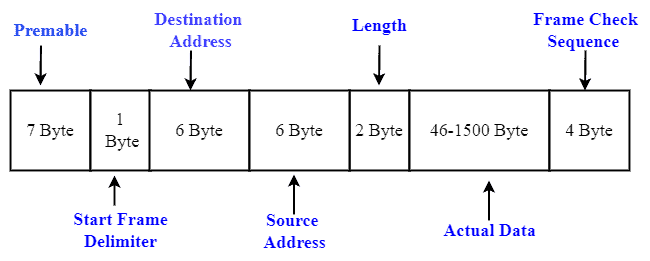 Premable
Destination
Address
Length
Frame Check
Sequence
7 Byte
1
Byte
6 Byte
6 Byte
2 Byte
46-1500 Byte
4 Byte
Start Frame
Delimiter
Source
Address
Actual Data